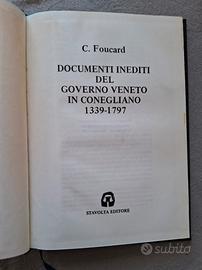 C. Foucard
DOCUMENTI INEDITI
DEL
GOVERNO VENETO
IN CONEGLIANO
1339-1797
STAVOLTA EDITORE
subito